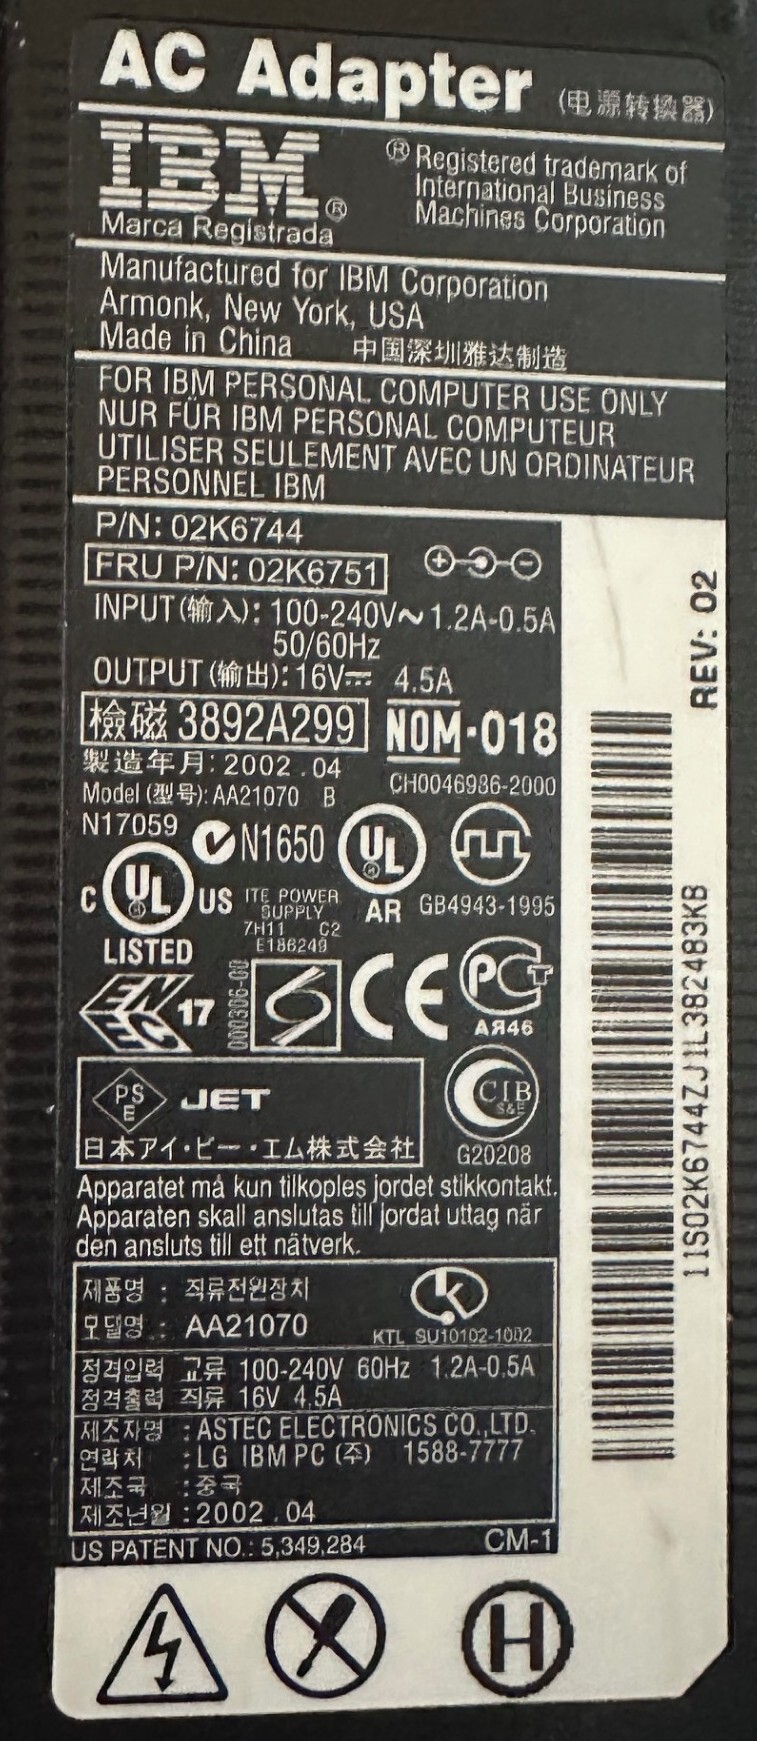 AC Adapter (电源转换器)
IBM®
Marca Registrada
® Registered trademark of
International Business
Machines Corporation
Manufactured for IBM Corporation
Armonk, New York, USA
Made in China 中国深圳雅达制造
FOR IBM PERSONAL COMPUTER USE ONLY
NUR FÜR IBM PERSONAL COMPUTEUR
UTILISER SEULEMENT AVEC UN ORDINATEUR
PERSONNEL IBM
P/N: 02K6744
FRU P/N: 02K6751
INPUT (输入): 100-240V~ 1.2A-0.5A
50/60Hz
OUTPUT (输出): 16V⎓ 4.5A
檢磁 3892A299
NOM-018
製造年月: 2002.04
CH0046986-2000
Model (型号): AA21070 B
N17059
N1650
UL
AR
GB4943-1995
C UL US
LISTED
ITE POWER
SUPPLY
7H11 C2
E186249
ENEC 17
000306-00
S
CE
PCT
АЯ46
PSE JET
日本アイ・ビー・エム株式会社
CIB
S&E
G20208
Apparatet må kun tilkoples jordet stikkontakt.
Apparaten skall anslutas till jordat uttag när
den ansluts till ett nätverk.
제품명 : 직류전원장치
모델명 : AA21070
KTL SU10102-1002
정격입력 교류 100-240V 60Hz 1.2A-0.5A
정격출력 직류 16V 4.5A
제조자명 : ASTEC ELECTRONICS CO.,LTD.
연락처 : LG IBM PC (주) 1588-7777
제조국 : 중국
제조년월 : 2002.04
US PATENT NO.: 5,349,284
CM-1
H
REV: 02
11S02K6744ZJ1L382483KB